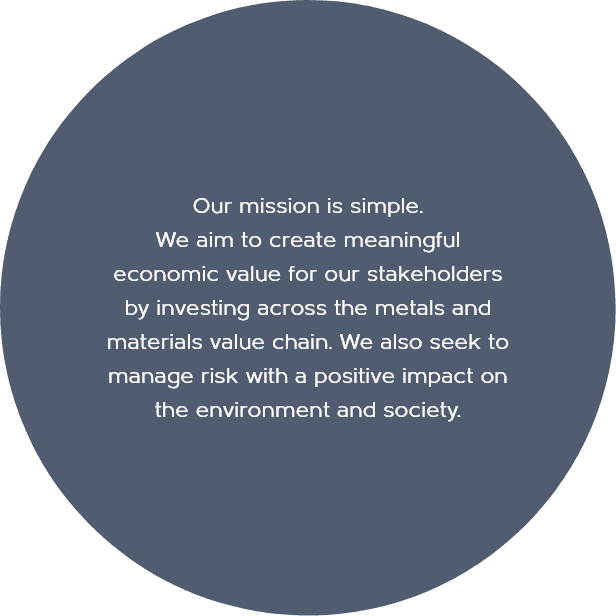 Our mission is simple.
We aim to create meaningful
economic value for our stakeholders
by investing across the metals and
materials value chain. We also seek to
manage risk with a positive impact on
the environment and society.